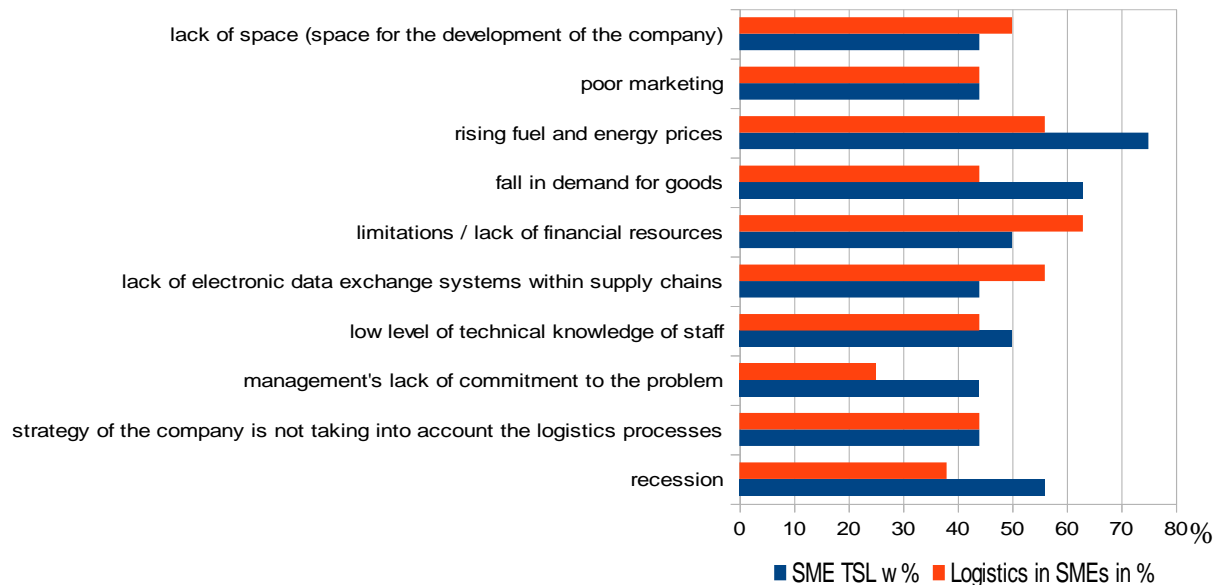 lack of space (space for the development of the company)
poor marketing
rising fuel and energy prices
fall in demand for goods
limitations / lack of financial resources
lack of electronic data exchange systems within supply chains
low level of technical knowledge of staff
management's lack of commitment to the problem
strategy of the company is not taking into account the logistics processes
recession
0 10 20 30 40 50 60 70 80 %
SME TSL w % Logistics in SMEs in %